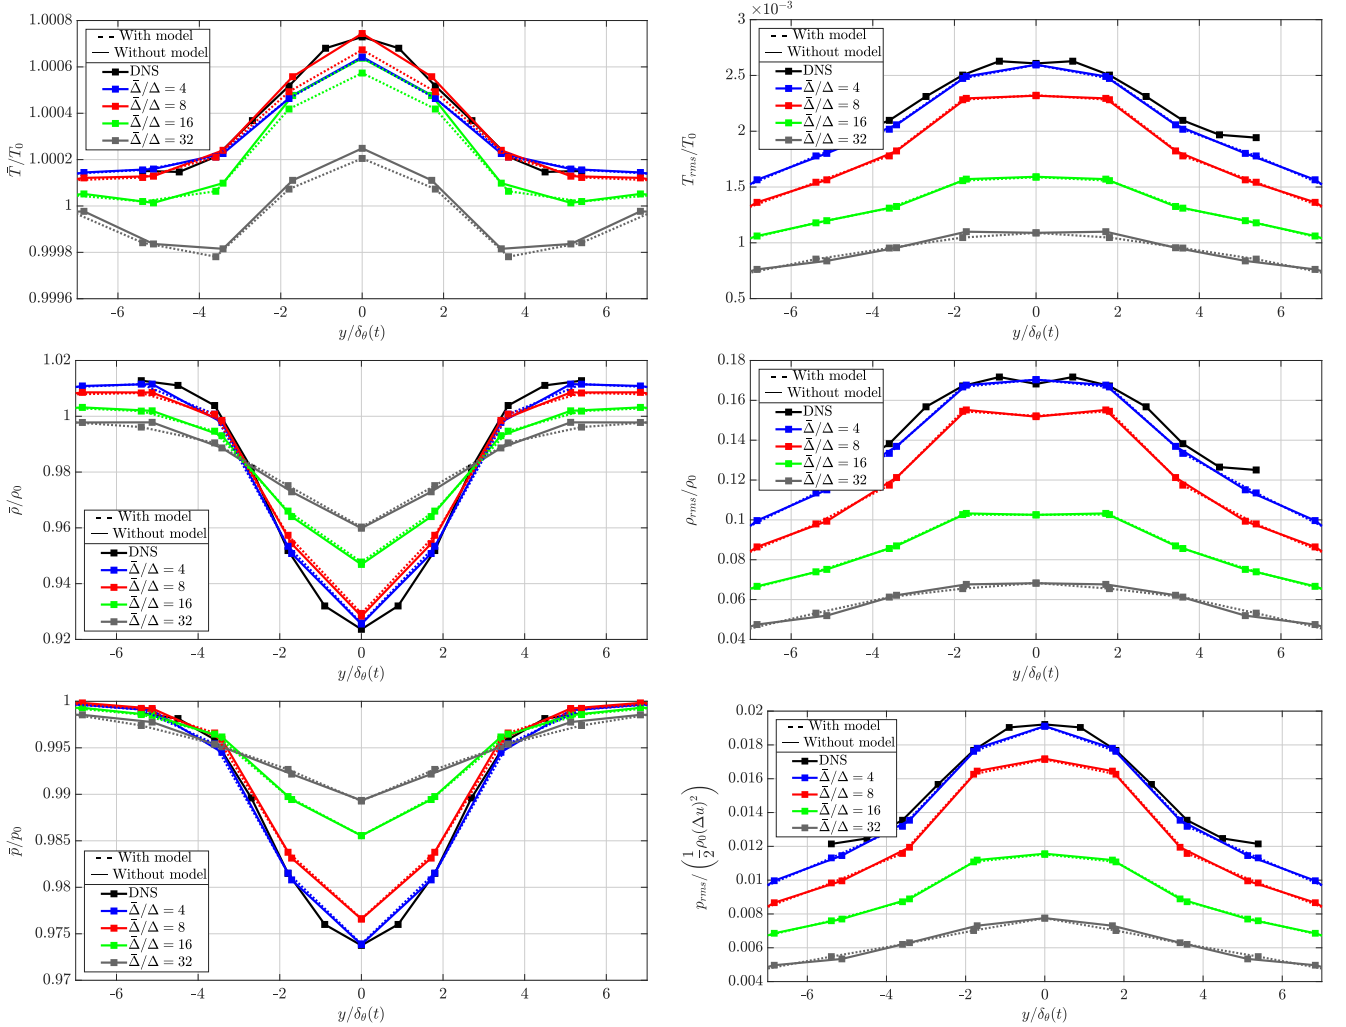 1.0008
1.0006
1.0004
1.0002
1
0.9998
0.9996
T̄/T₀
With model
Without model
DNS
Δ̄/Δ = 4
Δ̄/Δ = 8
Δ̄/Δ = 16
Δ̄/Δ = 32
-6 -4 -2 0 2 4 6
y/δ_θ(t)
3 ×10⁻³
2.5
2
1.5
1
0.5
T_rms/T₀
With model
Without model
DNS
Δ̄/Δ = 4
Δ̄/Δ = 8
Δ̄/Δ = 16
Δ̄/Δ = 32
-6 -4 -2 0 2 4 6
y/δ_θ(t)
1.02
1
0.98
0.96
0.94
0.92
ρ̄/ρ₀
With model
Without model
DNS
Δ̄/Δ = 4
Δ̄/Δ = 8
Δ̄/Δ = 16
Δ̄/Δ = 32
-6 -4 -2 0 2 4 6
y/δ_θ(t)
0.18
0.16
0.14
0.12
0.1
0.08
0.06
0.04
ρ_rms/ρ₀
With model
Without model
DNS
Δ̄/Δ = 4
Δ̄/Δ = 8
Δ̄/Δ = 16
Δ̄/Δ = 32
-6 -4 -2 0 2 4 6
y/δ_θ(t)
1
0.995
0.99
0.985
0.98
0.975
0.97
p̄/p₀
With model
Without model
DNS
Δ̄/Δ = 4
Δ̄/Δ = 8
Δ̄/Δ = 16
Δ̄/Δ = 32
-6 -4 -2 0 2 4 6
y/δ_θ(t)
0.02
0.018
0.016
0.014
0.012
0.01
0.008
0.006
0.004
p_rms/(1/2 ρ₀(Δu)²)
With model
Without model
DNS
Δ̄/Δ = 4
Δ̄/Δ = 8
Δ̄/Δ = 16
Δ̄/Δ = 32
-6 -4 -2 0 2 4 6
y/δ_θ(t)